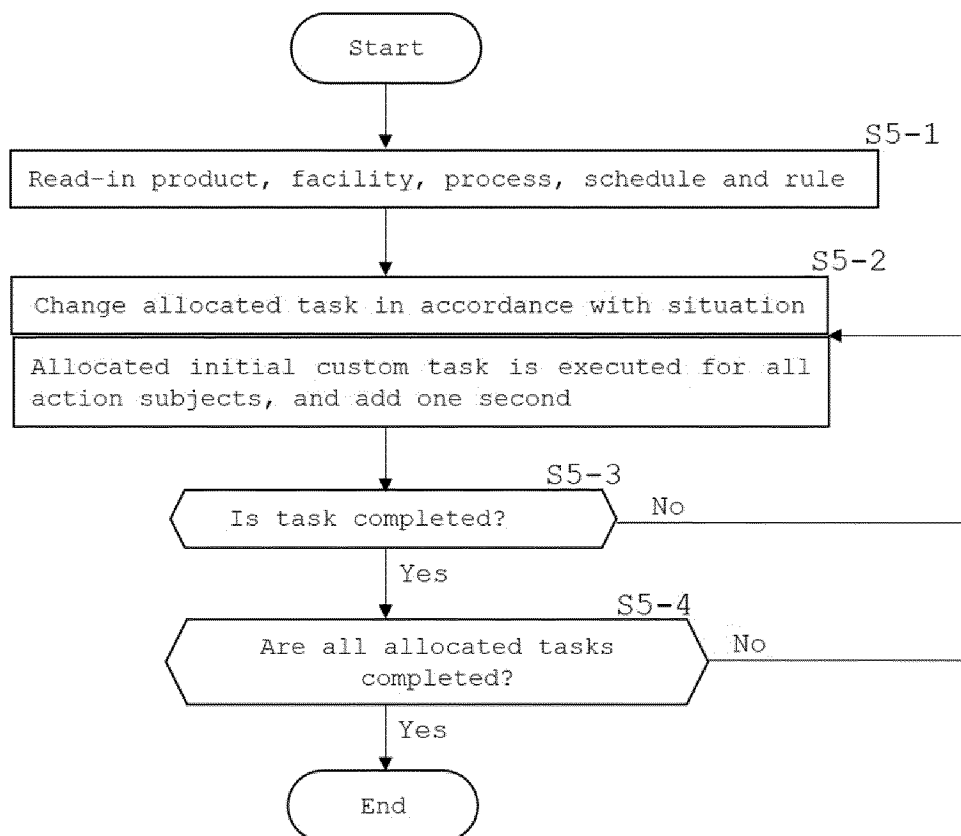 Start
S5-1
Read-in product, facility, process, schedule and rule
S5-2
Change allocated task in accordance with situation
Allocated initial custom task is executed for all
action subjects, and add one second
S5-3
Is task completed?
No
Yes
S5-4
Are all allocated tasks
completed?
No
Yes
End